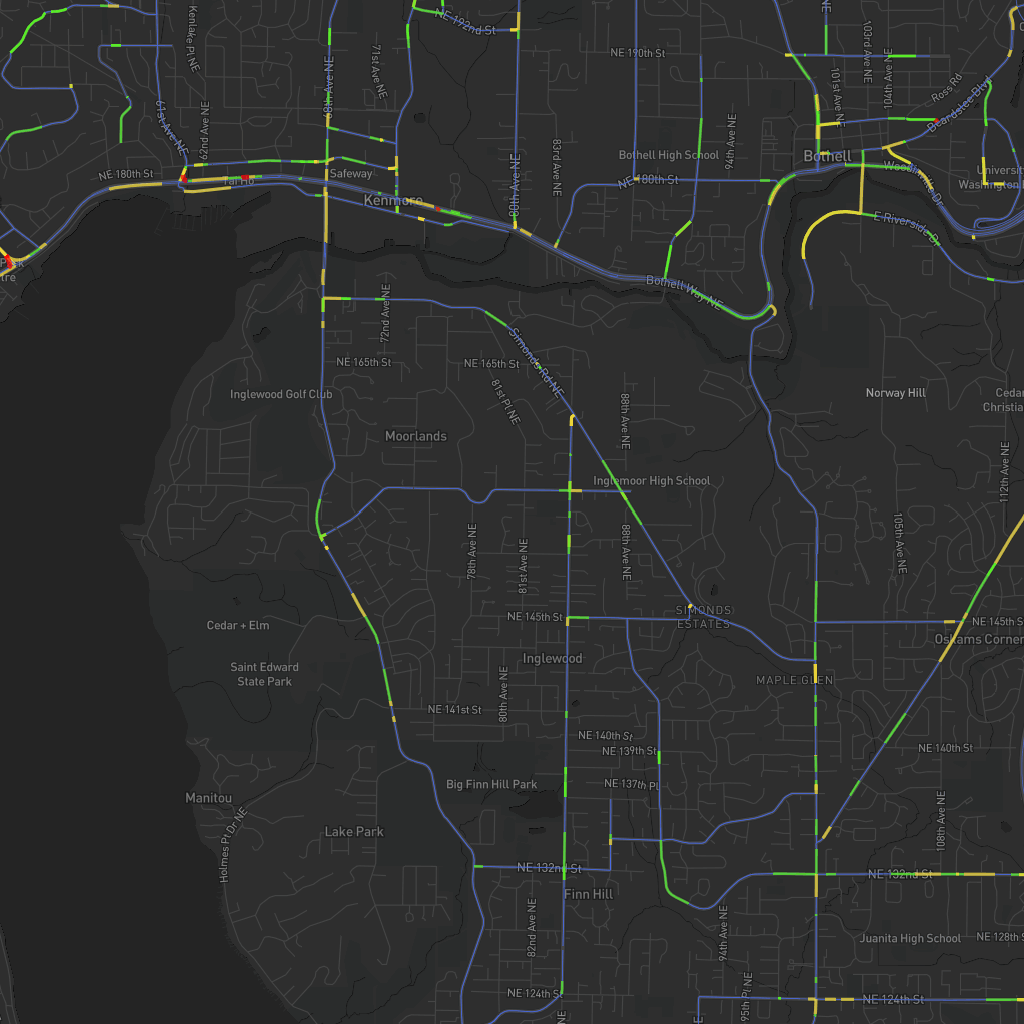 NE 192nd St
Kenlake Pl NE
71st Ave NE
NE 190th St
103rd Ave NE
68th Ave NE
101st Ave NE
104th Ave NE
Ross Rd
Beardslee Blvd
61st Ave NE
62nd Ave NE
83rd Ave NE
94th Ave NE
Bothell High School
Bothell
NE 180th St
Safeway
Tai Ho
80th Ave NE
NE 180th St
Woodinville Dr
University
Washington
Kenmore
E Riverside Dr
Bothell Way NE
72nd Ave NE
Simonds Rd NE
NE 165th St
NE 165th St
81st Pl NE
88th Ave NE
Inglewood Golf Club
Norway Hill
Cedar
Christia
Moorlands
112th Ave NE
Inglemoor High School
78th Ave NE
81st Ave NE
88th Ave NE
105th Ave NE
NE 145th St
SIMONDS
ESTATES
NE 145th S
Cedar + Elm
Oskams Corner
Inglewood
Saint Edward
State Park
80th Ave NE
MAPLE GLEN
NE 141st St
NE 140th St
NE 139th St
NE 140th St
Big Finn Hill Park
NE 137th Pl
Manitou
108th Ave NE
Holmes Pt Dr NE
Lake Park
NE 132nd St
NE 132nd St
Finn Hill
82nd Ave NE
94th Ave NE
Juanita High School
NE 128th S
95th Pl NE
NE 124th St
NE 124th St